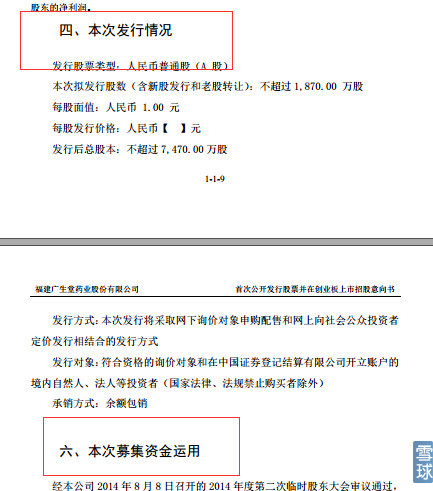 股东的净利润。
四、本次发行情况
发行股票类型：人民币普通股（A 股）
本次拟发行股数（含新股发行和老股转让）：不超过 1,870.00 万股
每股面值：人民币 1.00 元
每股发行价格：人民币【 】元
发行后总股本：不超过 7,470.00 万股
1-1-9
福建广生堂药业股份有限公司 首次公开发行股票并在创业板上市招股意向书
发行方式：本次发行将采取网下询价对象申购配售和网上向社会公众投资者
定价发行相结合的发行方式
发行对象：符合资格的询价对象和在中国证券登记结算有限公司开立账户的
境内自然人、法人等投资者（国家法律、法规禁止购买者除外）
承销方式：余额包销
六、本次募集资金运用
经本公司 2014 年 8 月 8 日召开的 2014 年度第二次临时股东大会审议通过，
雪球